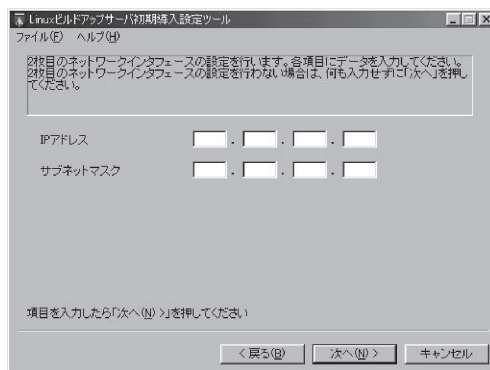 Linuxビルドアップサーバ初期導入設定ツール
ファイル(F) ヘルプ(H)
2枚目のネットワークインタフェースの設定を行います。各項目にデータを入力してください。
2枚目のネットワークインタフェースの設定を行わない場合は、何も入力せずに「次へ」を押し
てください。
IPアドレス . . .
サブネットマスク . . .
項目を入力したら「次へ(N) >」を押してください
< 戻る(B) 次へ(N) > キャンセル